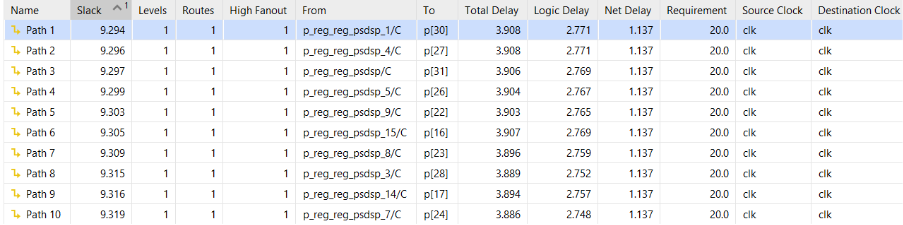 Name Slack 1 Levels Routes High Fanout From To Total Delay Logic Delay Net Delay Requirement Source Clock Destination Clock
Path 1 9.294 1 1 1 p_reg_reg_psdsp_1/C p[30] 3.908 2.771 1.137 20.0 clk clk
Path 2 9.296 1 1 1 p_reg_reg_psdsp_4/C p[27] 3.908 2.771 1.137 20.0 clk clk
Path 3 9.297 1 1 1 p_reg_reg_psdsp/C p[31] 3.906 2.769 1.137 20.0 clk clk
Path 4 9.299 1 1 1 p_reg_reg_psdsp_5/C p[26] 3.904 2.767 1.137 20.0 clk clk
Path 5 9.303 1 1 1 p_reg_reg_psdsp_9/C p[22] 3.903 2.765 1.137 20.0 clk clk
Path 6 9.305 1 1 1 p_reg_reg_psdsp_15/C p[16] 3.907 2.769 1.137 20.0 clk clk
Path 7 9.309 1 1 1 p_reg_reg_psdsp_8/C p[23] 3.896 2.759 1.137 20.0 clk clk
Path 8 9.315 1 1 1 p_reg_reg_psdsp_3/C p[28] 3.889 2.752 1.137 20.0 clk clk
Path 9 9.316 1 1 1 p_reg_reg_psdsp_14/C p[17] 3.894 2.757 1.137 20.0 clk clk
Path 10 9.319 1 1 1 p_reg_reg_psdsp_7/C p[24] 3.886 2.748 1.137 20.0 clk clk